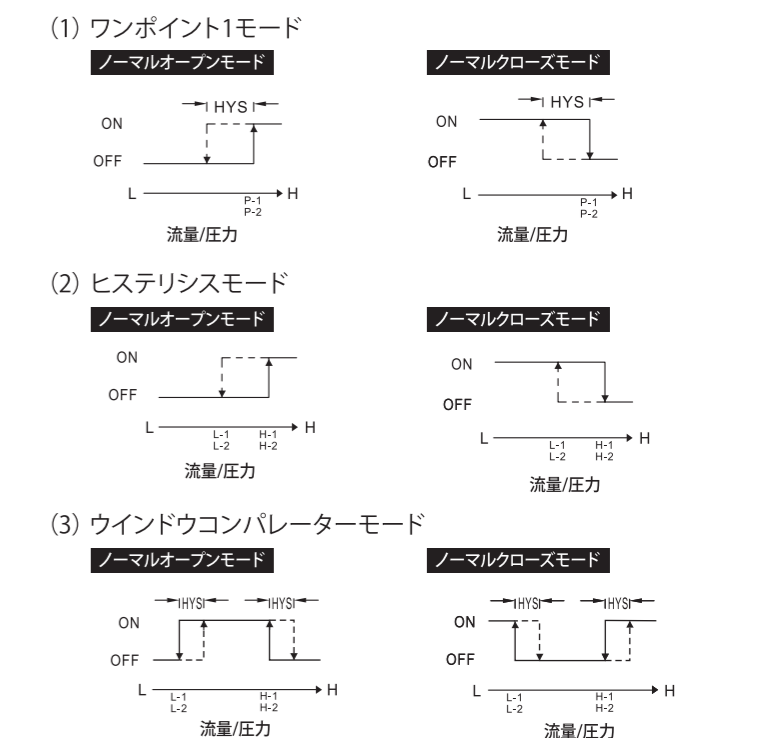 (1) ワンポイント1モード
ノーマルオープンモード
HYS
ON
OFF
L
H
P-1
P-2
流量/圧力
ノーマルクローズモード
HYS
ON
OFF
L
H
P-1
P-2
流量/圧力
(2) ヒステリシスモード
ノーマルオープンモード
ON
OFF
L
H
L-1 H-1
L-2 H-2
流量/圧力
ノーマルクローズモード
ON
OFF
L
H
L-1 H-1
L-2 H-2
流量/圧力
(3) ウインドウコンパレーターモード
ノーマルオープンモード
HYS HYS
ON
OFF
L
H
L-1 H-1
L-2 H-2
流量/圧力
ノーマルクローズモード
HYS HYS
ON
OFF
L
H
L-1 H-1
L-2 H-2
流量/圧力